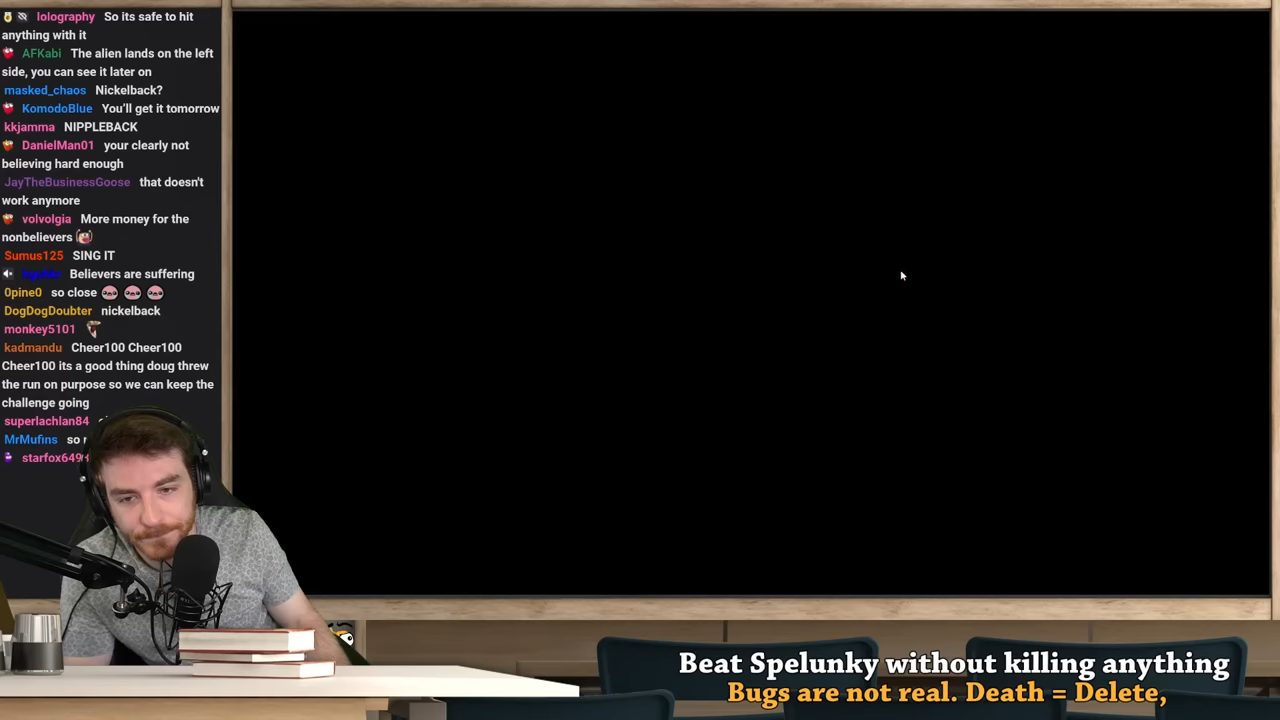 lolography So its safe to hit
anything with it
AFKabi The alien lands on the left
side, you can see it later on
masked_chaos Nickelback?
KomodoBlue You'll get it tomorrow
kkjamma NIPPLEBACK
DanielMan01 your clearly not
believing hard enough
JayTheBusinessGoose that doesn't
work anymore
volvolgia More money for the
nonbelievers
Sumus125 SING IT
Believers are suffering
0pine0 so close
DogDogDoubter nickelback
monkey5101
kadmandu Cheer100 Cheer100
Cheer100 its a good thing doug threw
the run on purpose so we can keep the
challenge going
superlachlan84
MrMufins so
starfox649
Beat Spelunky without killing anything
Bugs are not real. Death = Delete,